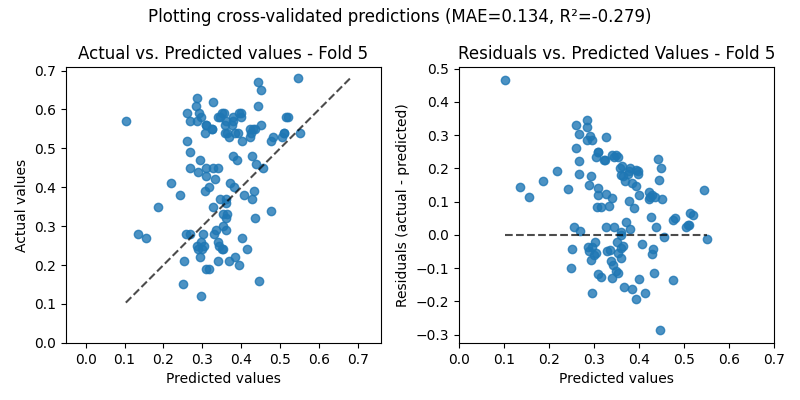 Plotting cross-validated predictions (MAE=0.134, R²=-0.279)
Actual vs. Predicted values - Fold 5
Actual values
0.7
0.6
0.5
0.4
0.3
0.2
0.1
0.0
0.0 0.1 0.2 0.3 0.4 0.5 0.6 0.7
Predicted values
Residuals vs. Predicted Values - Fold 5
Residuals (actual - predicted)
0.5
0.4
0.3
0.2
0.1
0.0
−0.1
−0.2
−0.3
0.0 0.1 0.2 0.3 0.4 0.5 0.6 0.7
Predicted values